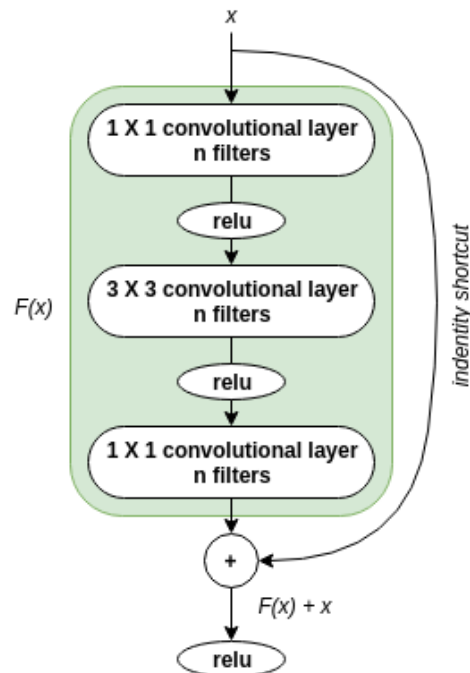 x
1 X 1 convolutional layer
n filters
relu
3 X 3 convolutional layer
n filters
F(x)
indentity shortcut
relu
1 X 1 convolutional layer
n filters
+
F(x) + x
relu